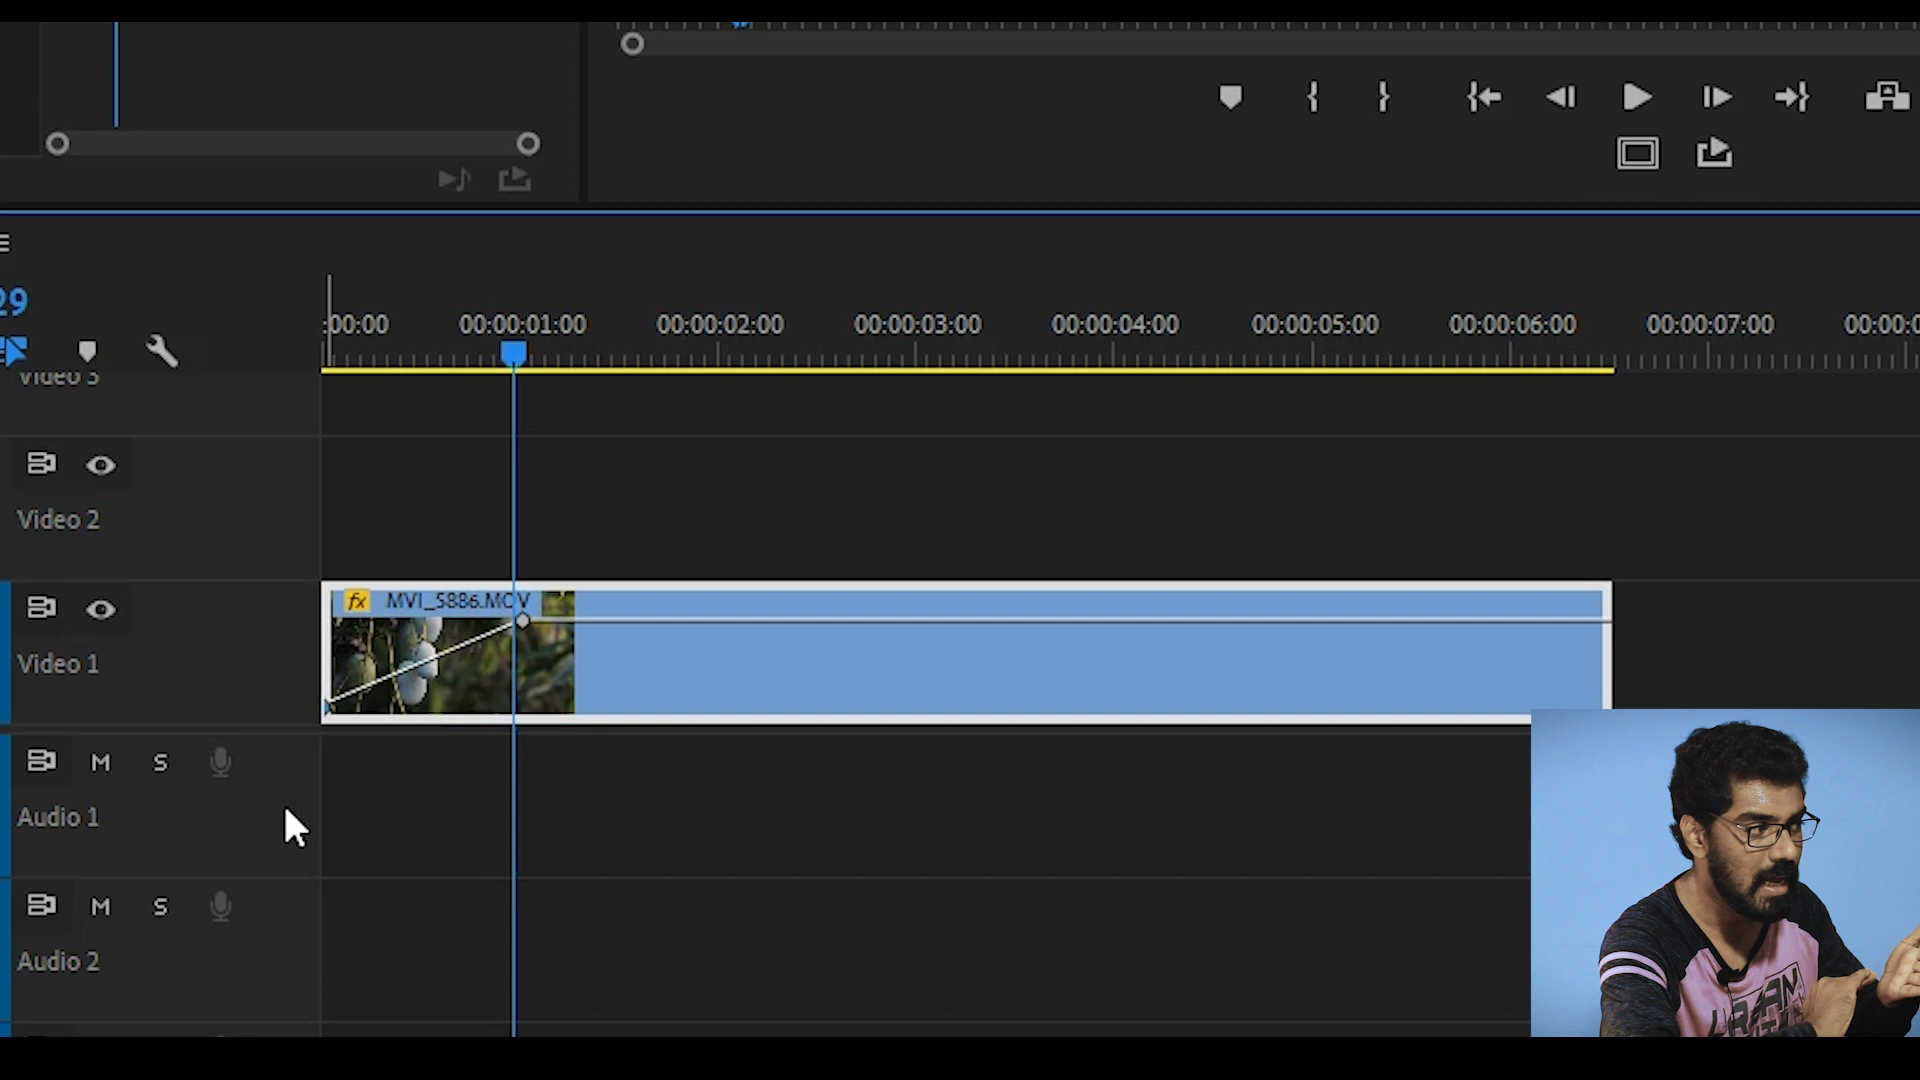 29
:00:00 00:00:01:00 00:00:02:00 00:00:03:00 00:00:04:00 00:00:05:00 00:00:06:00 00:00:07:00 00:00:0
Video 3
Video 2
fx MVI_5886.MOV
Video 1
M S
Audio 1
M S
Audio 2